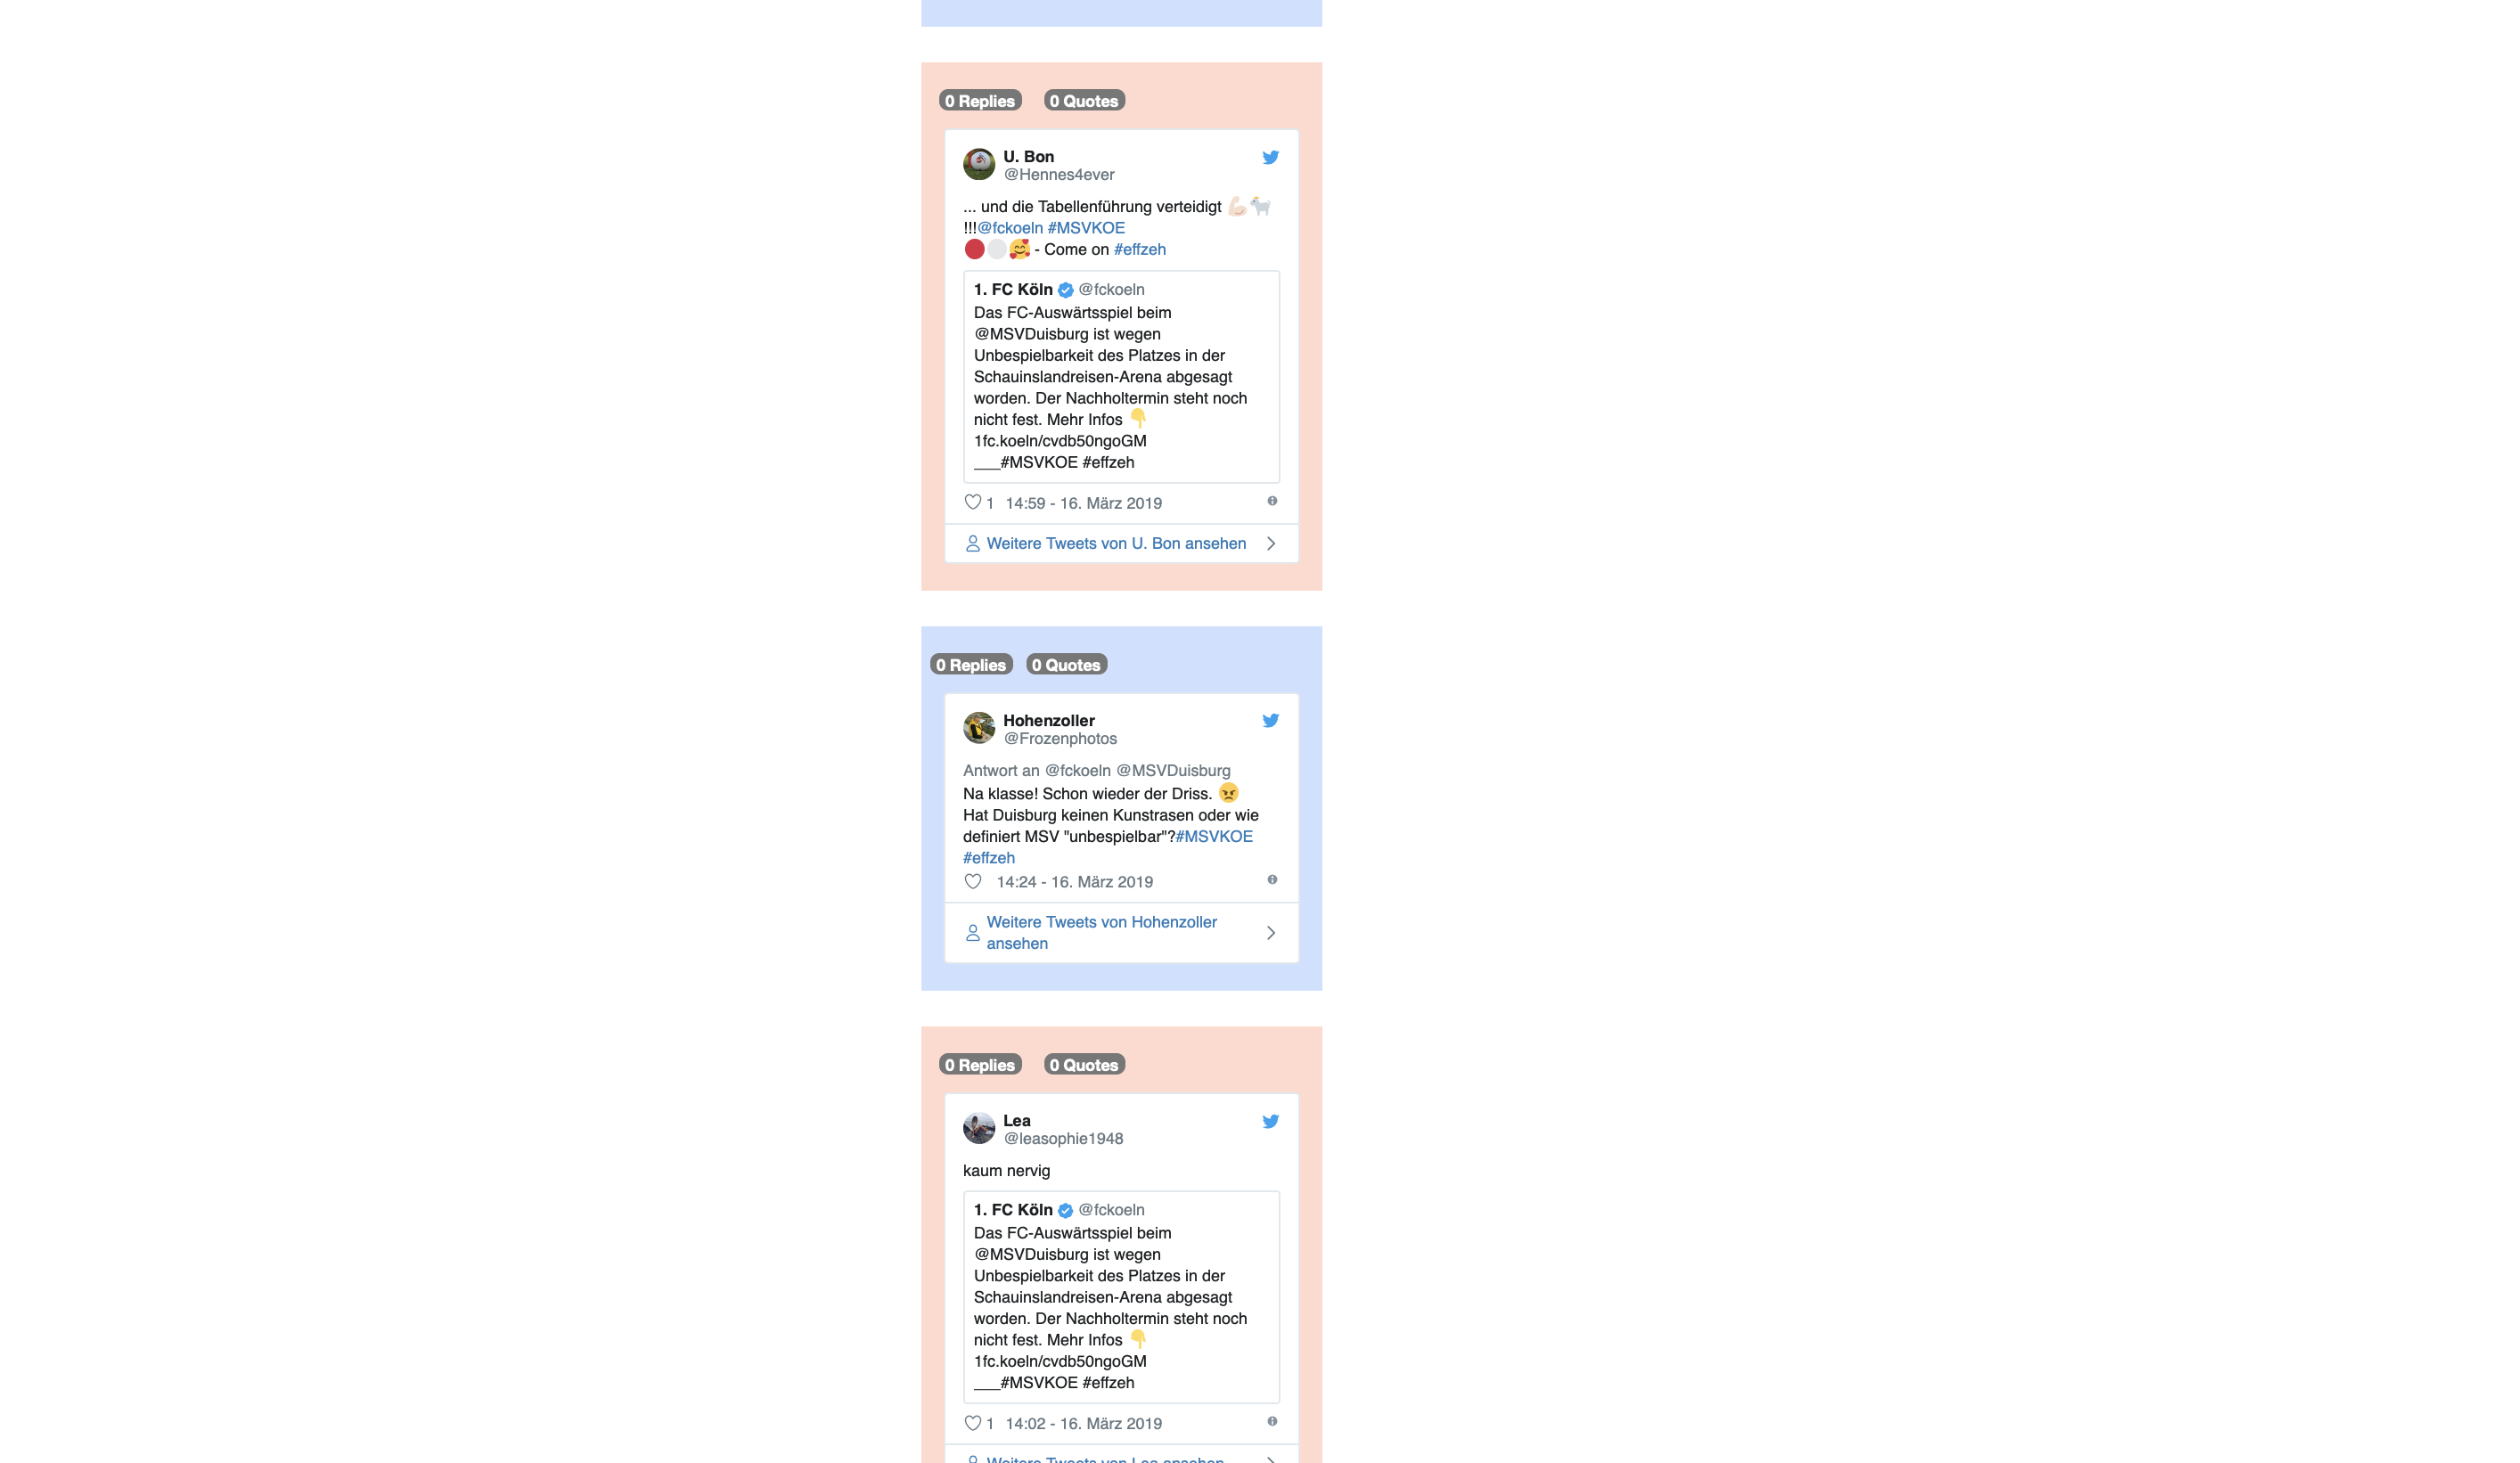 0 Replies 0 Quotes
U. Bon
@Hennes4ever
... und die Tabellenführung verteidigt 💪🏻🐐
!!!@fckoeln #MSVKOE
🔴⚪🥰 - Come on #effzeh
1. FC Köln @fckoeln
Das FC-Auswärtsspiel beim
@MSVDuisburg ist wegen
Unbespielbarkeit des Platzes in der
Schauinslandreisen-Arena abgesagt
worden. Der Nachholtermin steht noch
nicht fest. Mehr Infos 👇
1fc.koeln/cvdb50ngoGM
___#MSVKOE #effzeh
1 14:59 - 16. März 2019
Weitere Tweets von U. Bon ansehen
0 Replies 0 Quotes
Hohenzoller
@Frozenphotos
Antwort an @fckoeln @MSVDuisburg
Na klasse! Schon wieder der Driss. 😠
Hat Duisburg keinen Kunstrasen oder wie
definiert MSV "unbespielbar"?#MSVKOE
#effzeh
14:24 - 16. März 2019
Weitere Tweets von Hohenzoller
ansehen
0 Replies 0 Quotes
Lea
@leasophie1948
kaum nervig
1. FC Köln @fckoeln
Das FC-Auswärtsspiel beim
@MSVDuisburg ist wegen
Unbespielbarkeit des Platzes in der
Schauinslandreisen-Arena abgesagt
worden. Der Nachholtermin steht noch
nicht fest. Mehr Infos 👇
1fc.koeln/cvdb50ngoGM
___#MSVKOE #effzeh
1 14:02 - 16. März 2019
Weitere Tweets von Lea ansehen